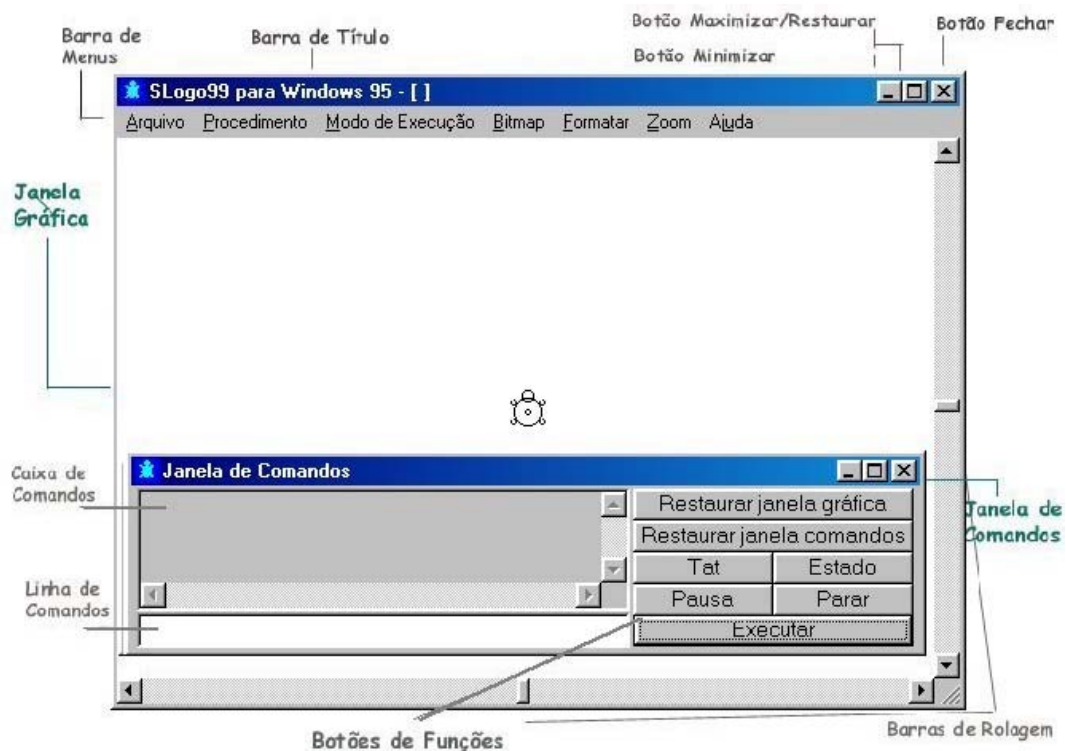 Botão Maximizar/Restaurar
Botão Fechar
Barra de
Menus
Barra de Título
Botão Minimizar
SLogo99 para Windows 95 - [ ]
Arquivo Procedimento Modo de Execução Bitmap Formatar Zoom Ajuda
Janela
Gráfica
Caixa de
Comandos
Janela de Comandos
Restaurar janela gráfica
Restaurar janela comandos
Tat Estado
Pausa Parar
Executar
Janela de
Comandos
Linha de
Comandos
Botões de Funções
Barras de Rolagem